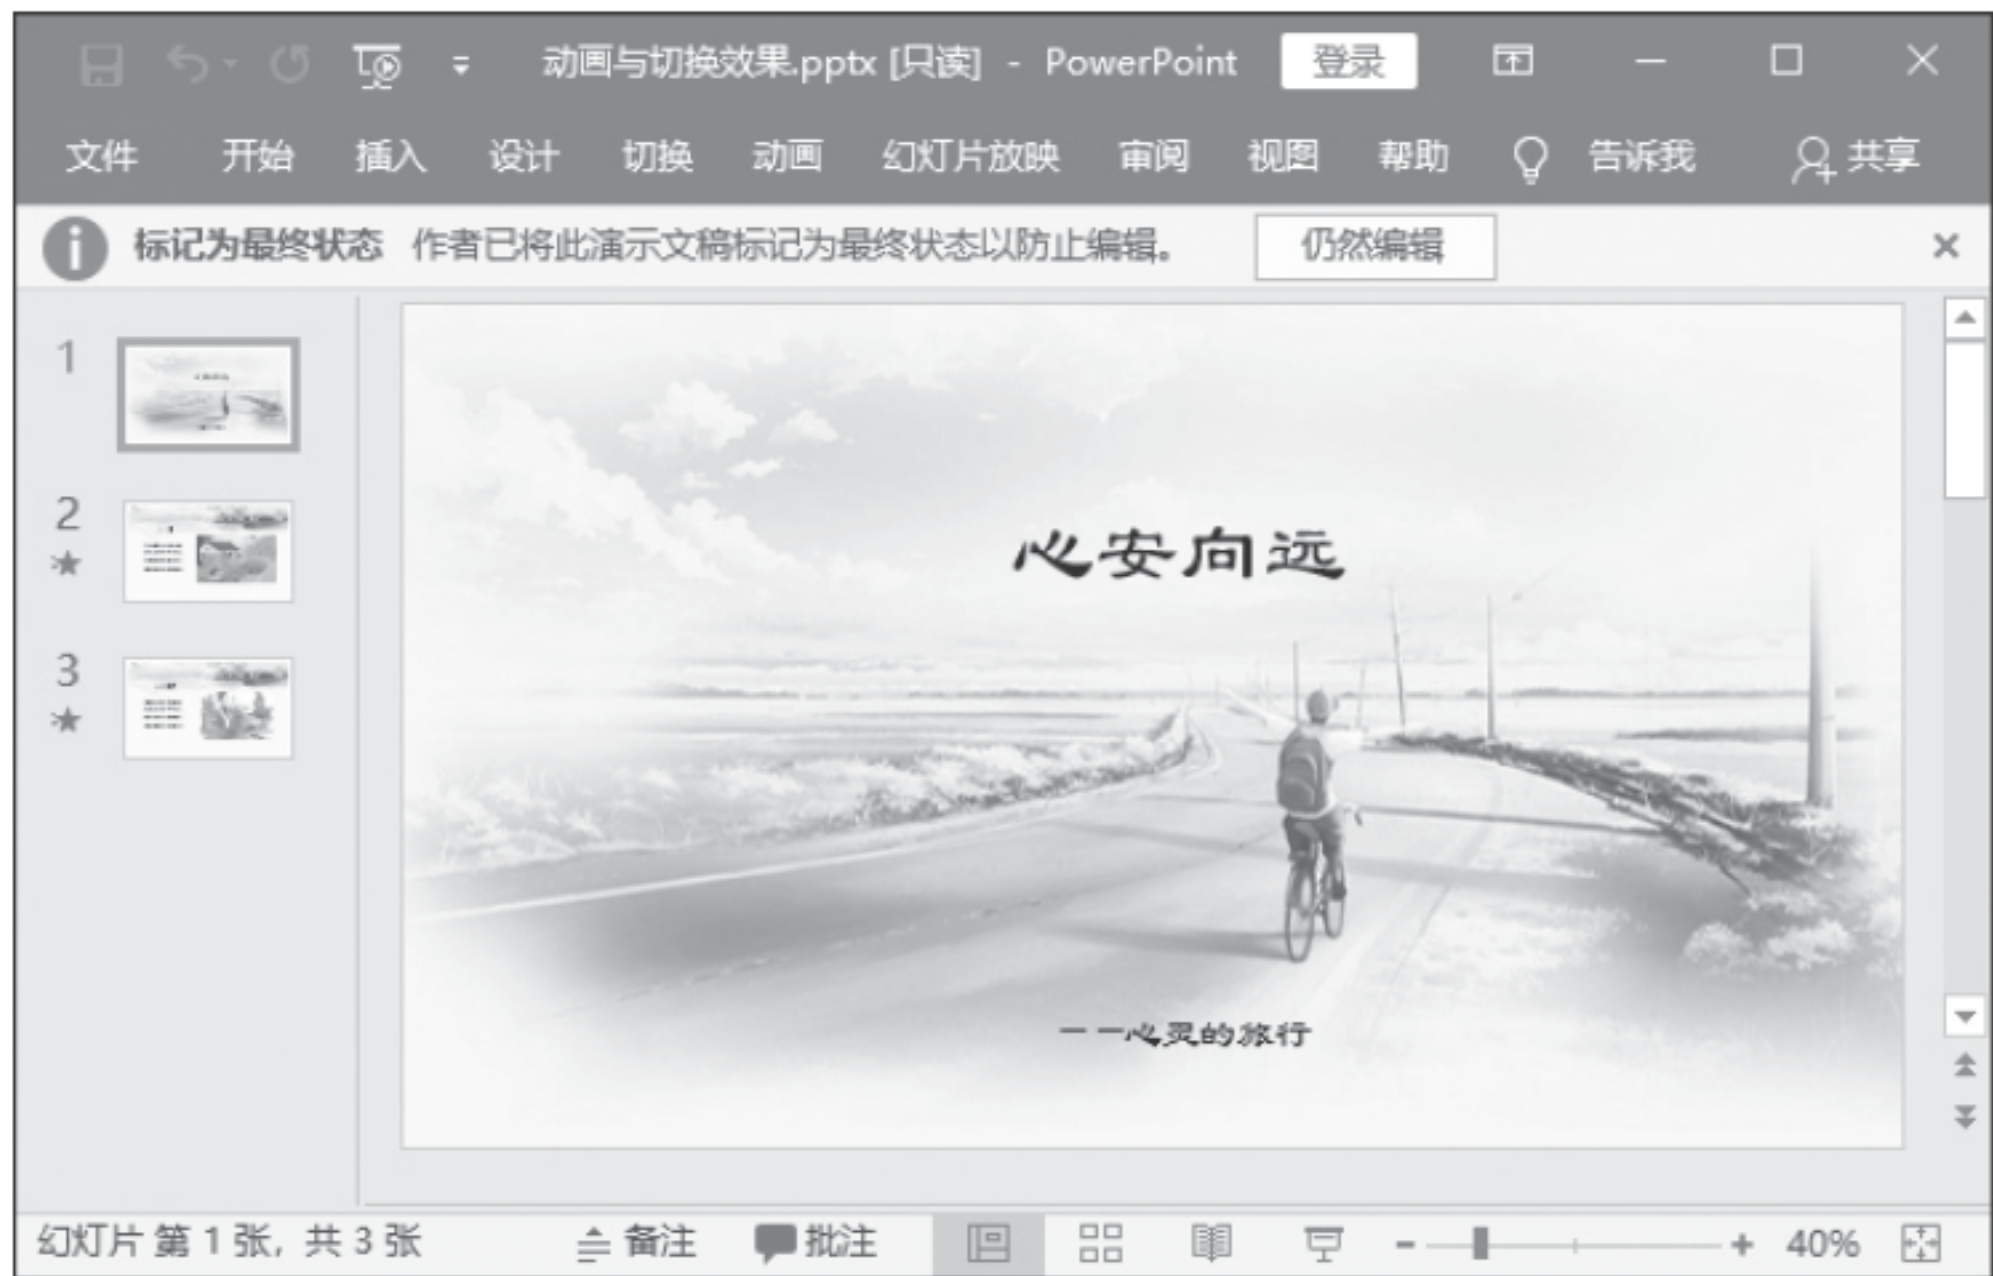 动画与切换效果.pptx [只读] - PowerPoint 登录
文件 开始 插入 设计 切换 动画 幻灯片放映 审阅 视图 帮助 告诉我 共享
标记为最终状态 作者已将此演示文稿标记为最终状态以防止编辑。 仍然编辑
1
2
3
心安向远
——心灵的旅行
幻灯片 第 1 张, 共 3 张 备注 批注 40%